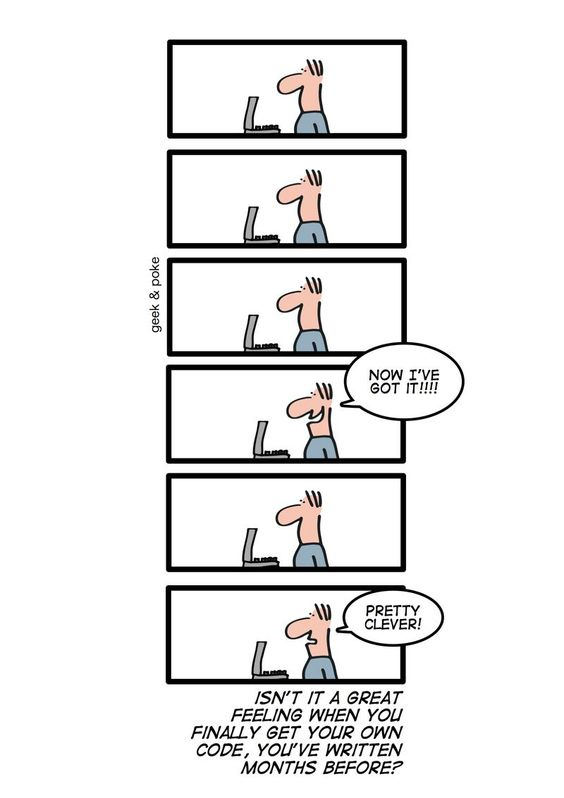 geek & poke
NOW I'VE
GOT IT!!!!
PRETTY
CLEVER!
ISN'T IT A GREAT
FEELING WHEN YOU
FINALLY GET YOUR OWN
CODE, YOU'VE WRITTEN
MONTHS BEFORE?